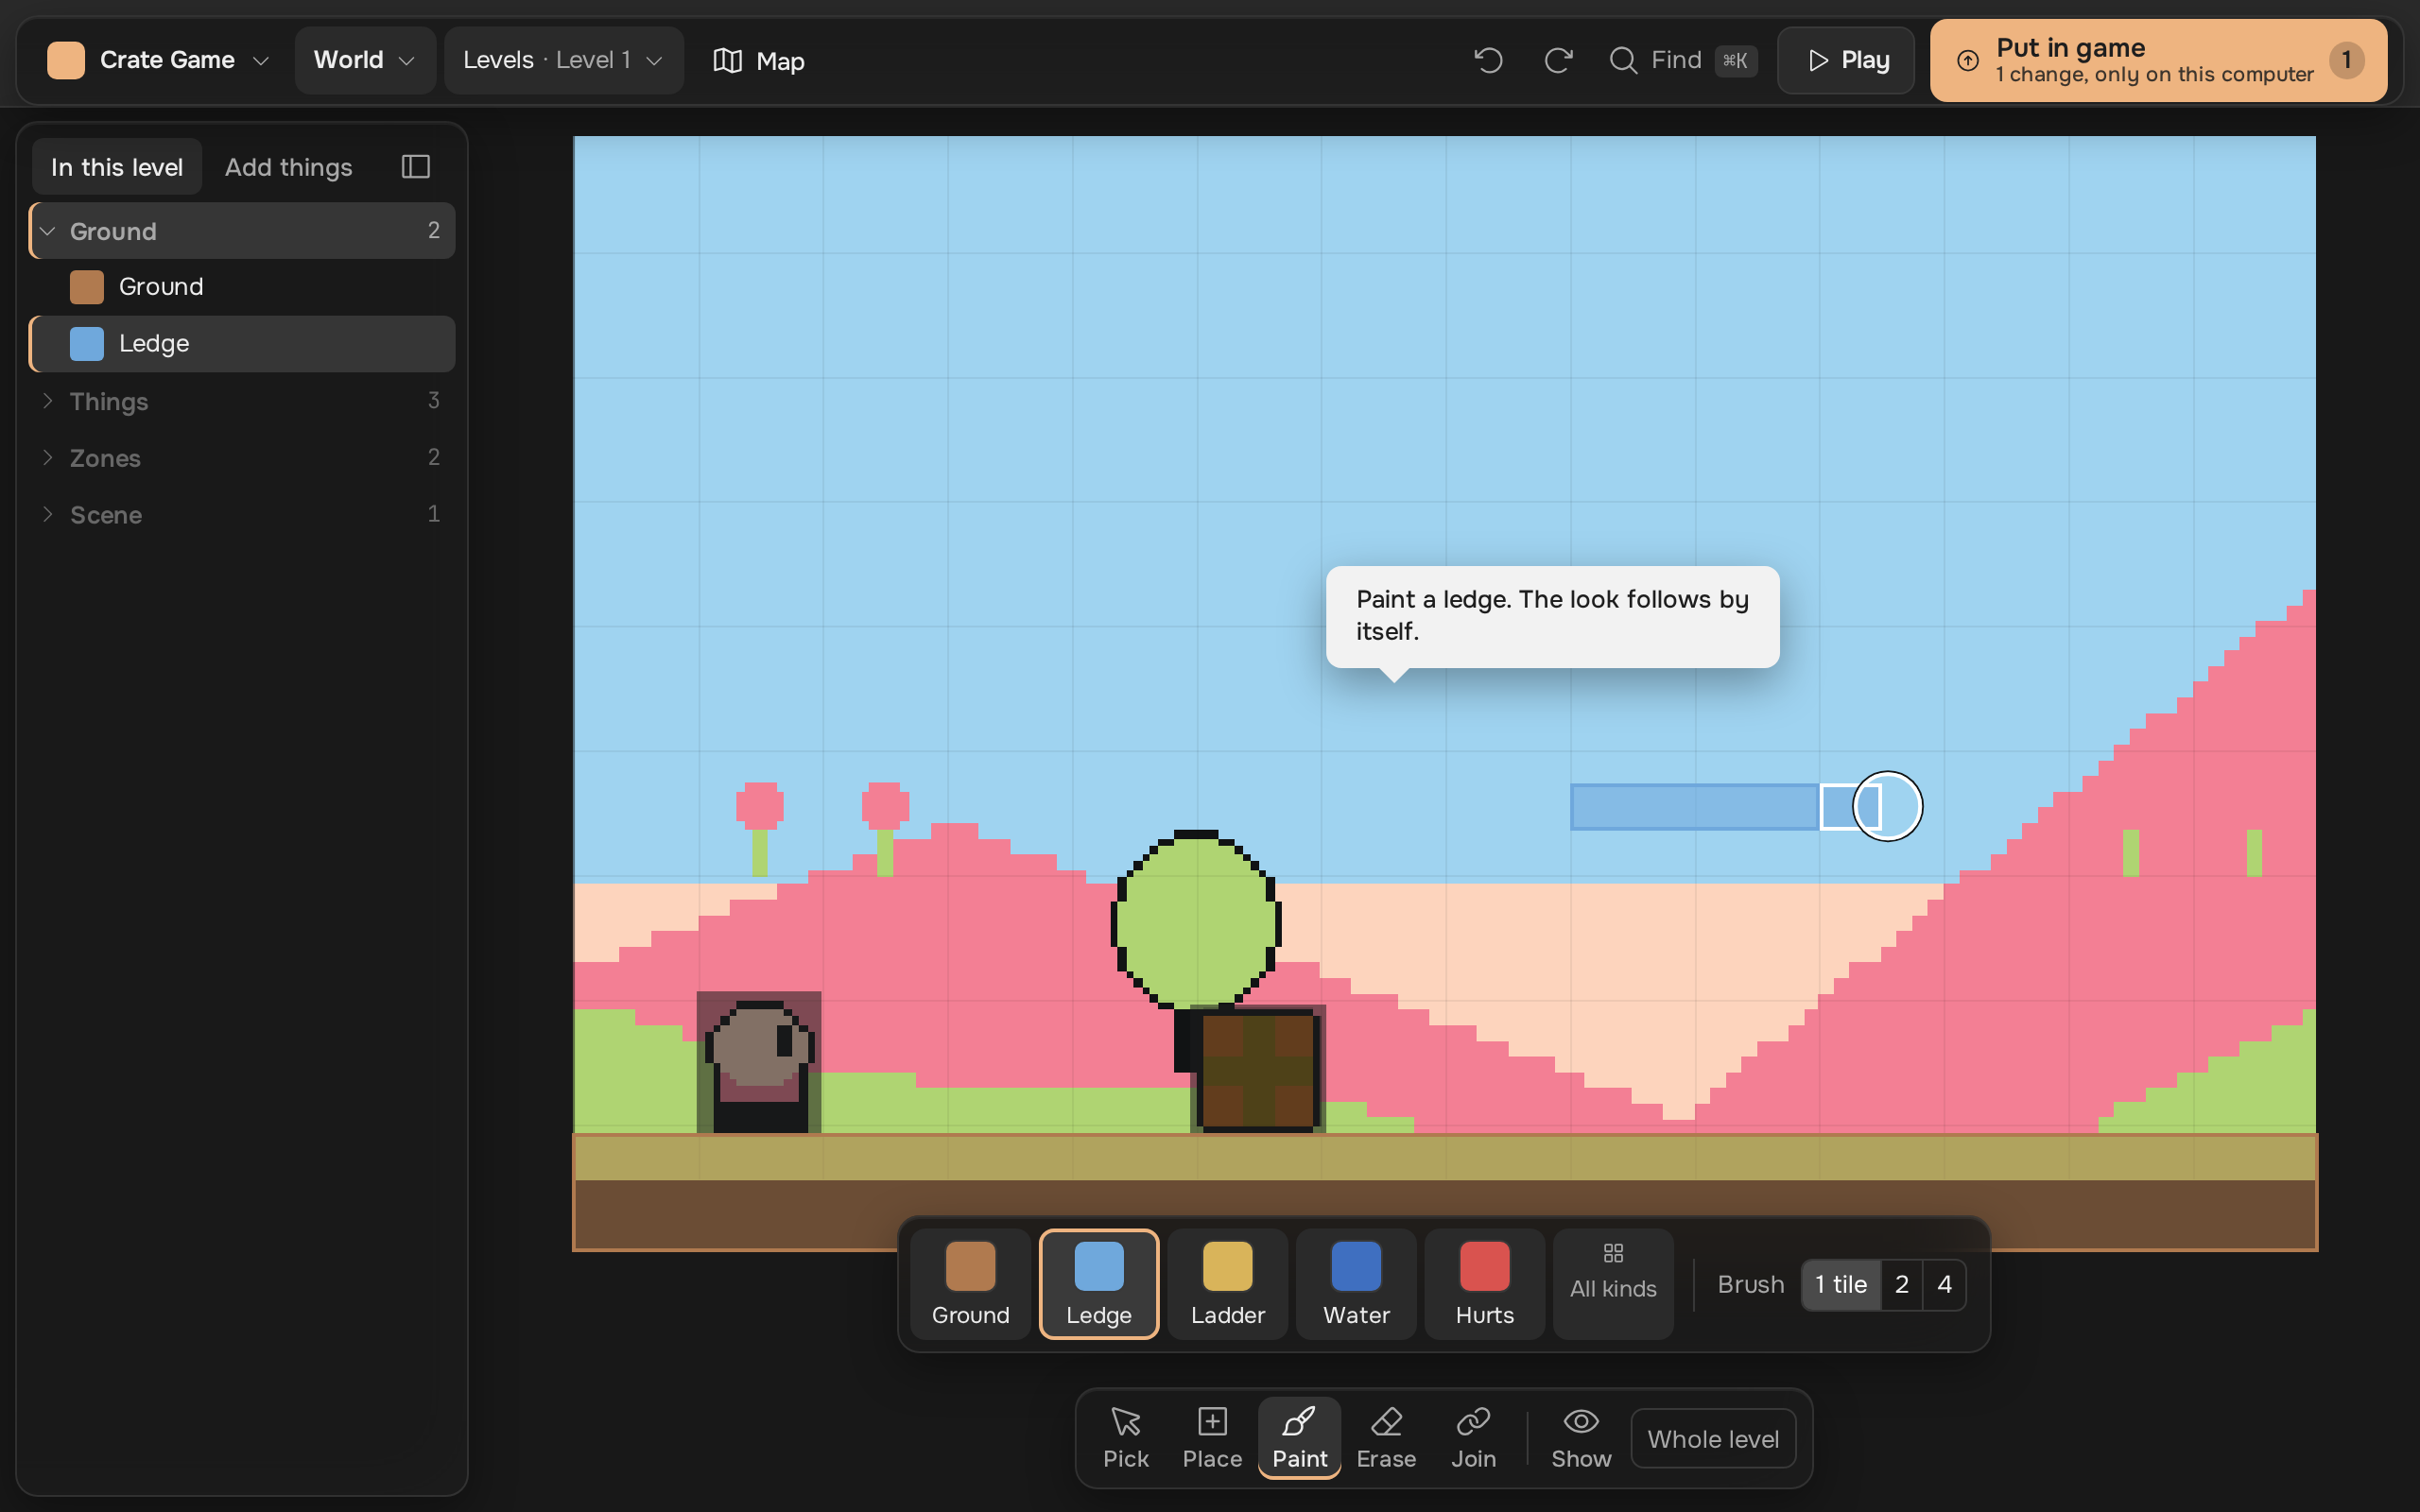 Crate Game
World
Levels · Level 1
Map
Find ⌘K
Play
Put in game
1 change, only on this computer
1
In this level
Add things
Ground 2
Ground
Ledge
Things 3
Zones 2
Scene 1
Paint a ledge. The look follows by
itself.
Ground
Ledge
Ladder
Water
Hurts
All kinds
Brush
1 tile 2 4
Pick
Place
Paint
Erase
Join
Show
Whole level